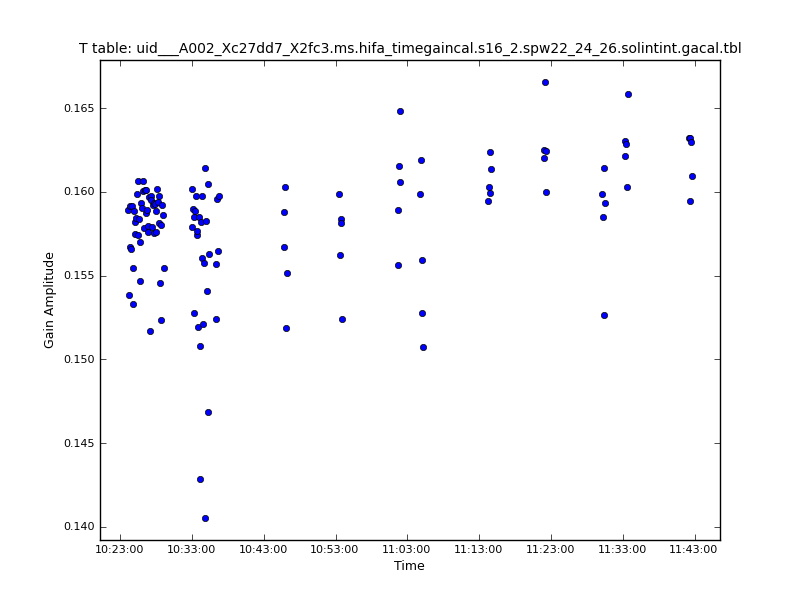 T table: uid___A002_Xc27dd7_X2fc3.ms.hifa_timegaincal.s16_2.spw22_24_26.solintint.gacal.tbl
0.165
0.160
0.155
0.150
0.145
0.140
Gain Amplitude
10:23:00 10:33:00 10:43:00 10:53:00 11:03:00 11:13:00 11:23:00 11:33:00 11:43:00
Time